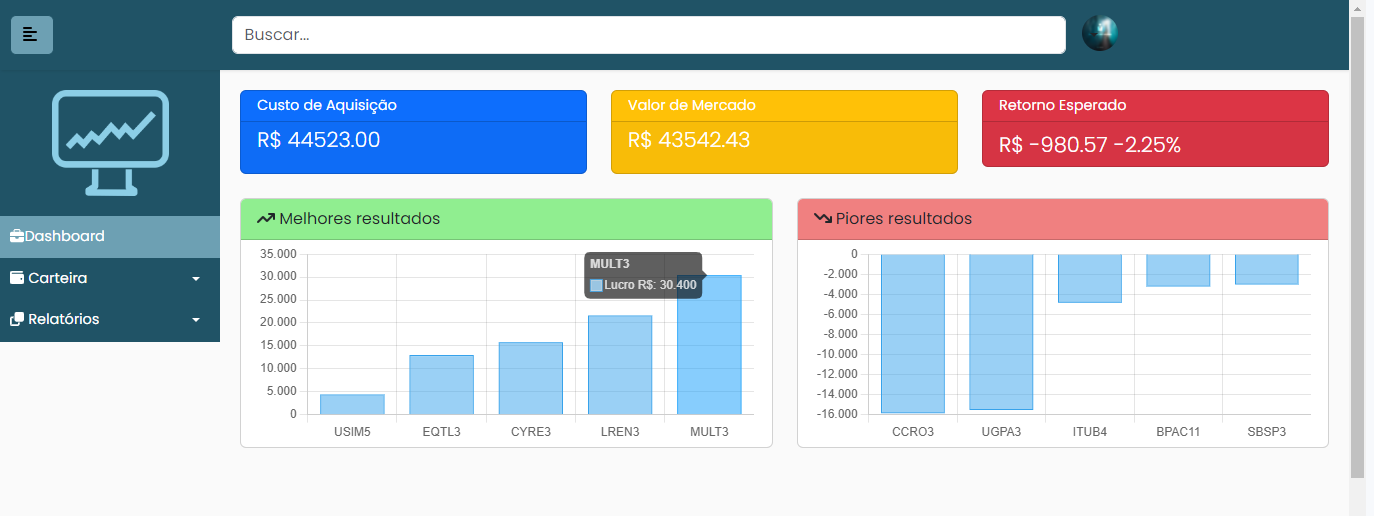 Buscar...
Custo de Aquisição
R$ 44523.00
Valor de Mercado
R$ 43542.43
Retorno Esperado
R$ -980.57 -2.25%
Dashboard
Carteira
Relatórios
Melhores resultados
35.000
30.000
25.000
20.000
15.000
10.000
5.000
0
MULT3
Lucro R$: 30.400
USIM5
EQTL3
CYRE3
LREN3
MULT3
Piores resultados
0
-2.000
-4.000
-6.000
-8.000
-10.000
-12.000
-14.000
-16.000
CCRO3
UGPA3
ITUB4
BPAC11
SBSP3